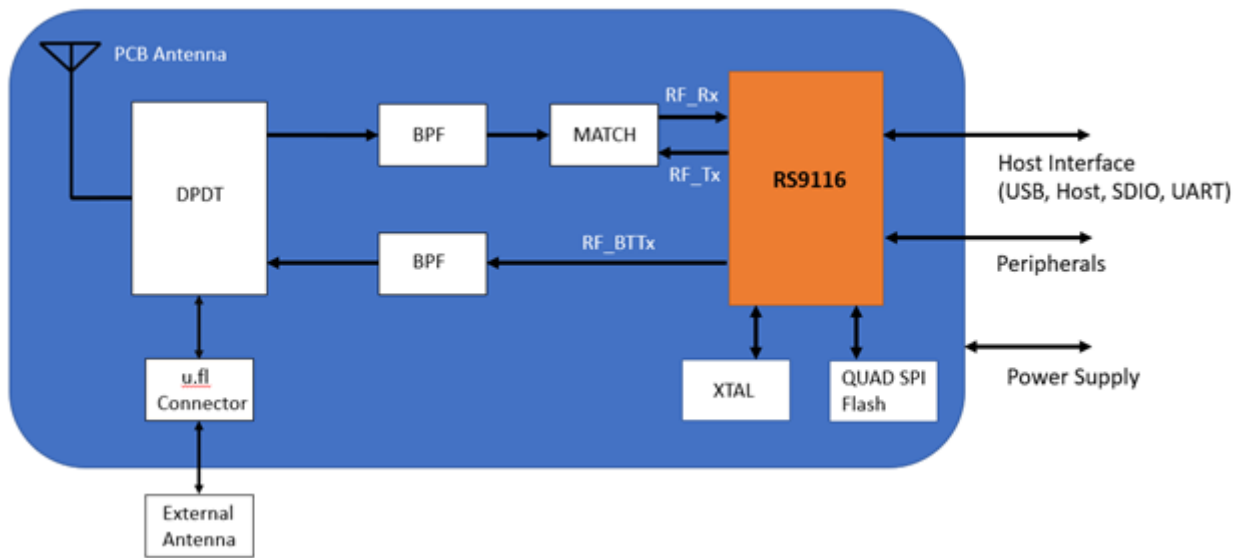 PCB Antenna
DPDT
BPF
MATCH
RF_Rx
RF_Tx
RS9116
BPF
RF_BTTx
Host Interface
(USB, Host, SDIO, UART)
Peripherals
Power Supply
u.fl
Connector
XTAL
QUAD SPI
Flash
External
Antenna